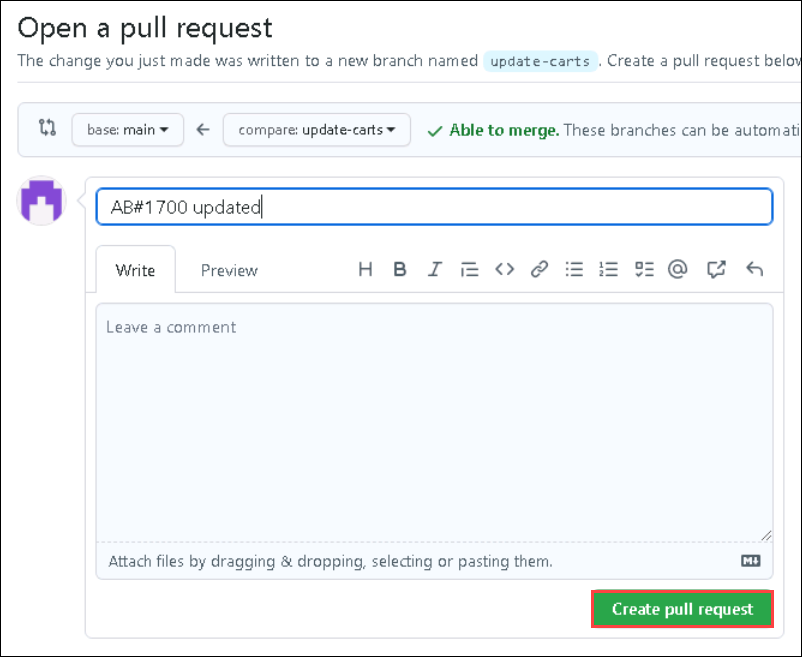 Open a pull request
The change you just made was written to a new branch named update-carts . Create a pull request below
base: main compare: update-carts Able to merge. These branches can be automati
AB#1700 updated
Write Preview H B I
Leave a comment
Attach files by dragging & dropping, selecting or pasting them.
Create pull request